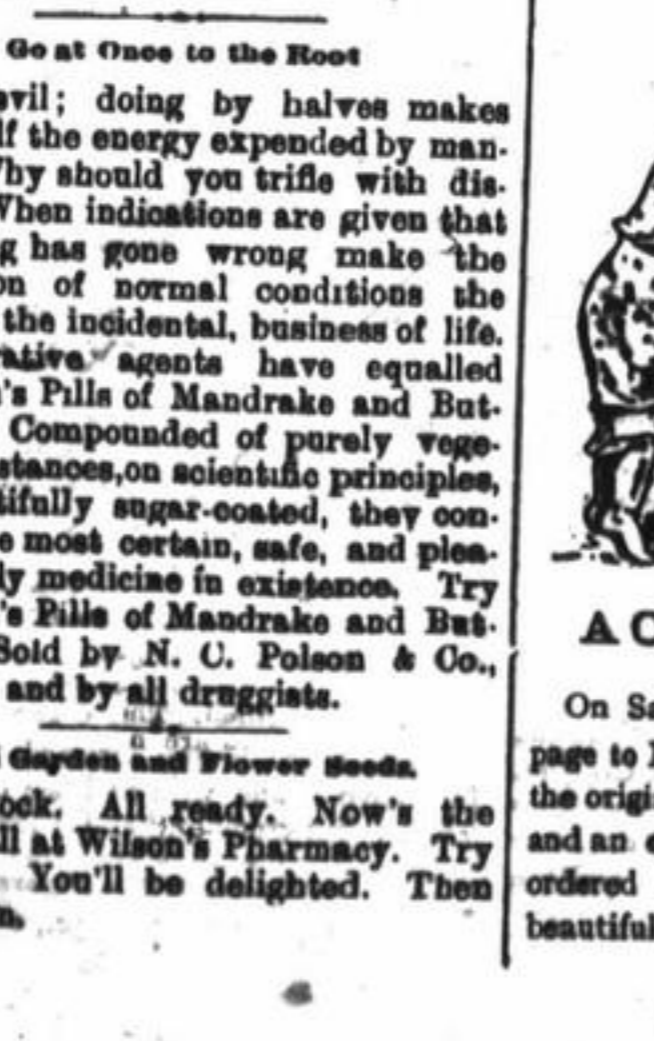 Go at Once to the Root
evil; doing by halves makes
lf the energy expended by man-
Why should you trifle with dis-
When indications are given that
g has gone wrong make the
on of normal conditions the
the incidental, business of life.
rative agents have equalled
n's Pills of Mandrake and But-
Compounded of purely vege-
stances, on scientific principles,
tifully sugar-coated, they con-
e most certain, safe, and plea-
ly medicine in existence. Try
's Pills of Mandrake and But-
Sold by N. C. Polson & Co.,
and by all druggists.
Garden and Flower Seeds.
ock. All ready. Now's the
ll at Wilson's Pharmacy. Try
You'll be delighted. Then
n.
A C
On Sa
page to
the origi
and an e
ordered
beautiful